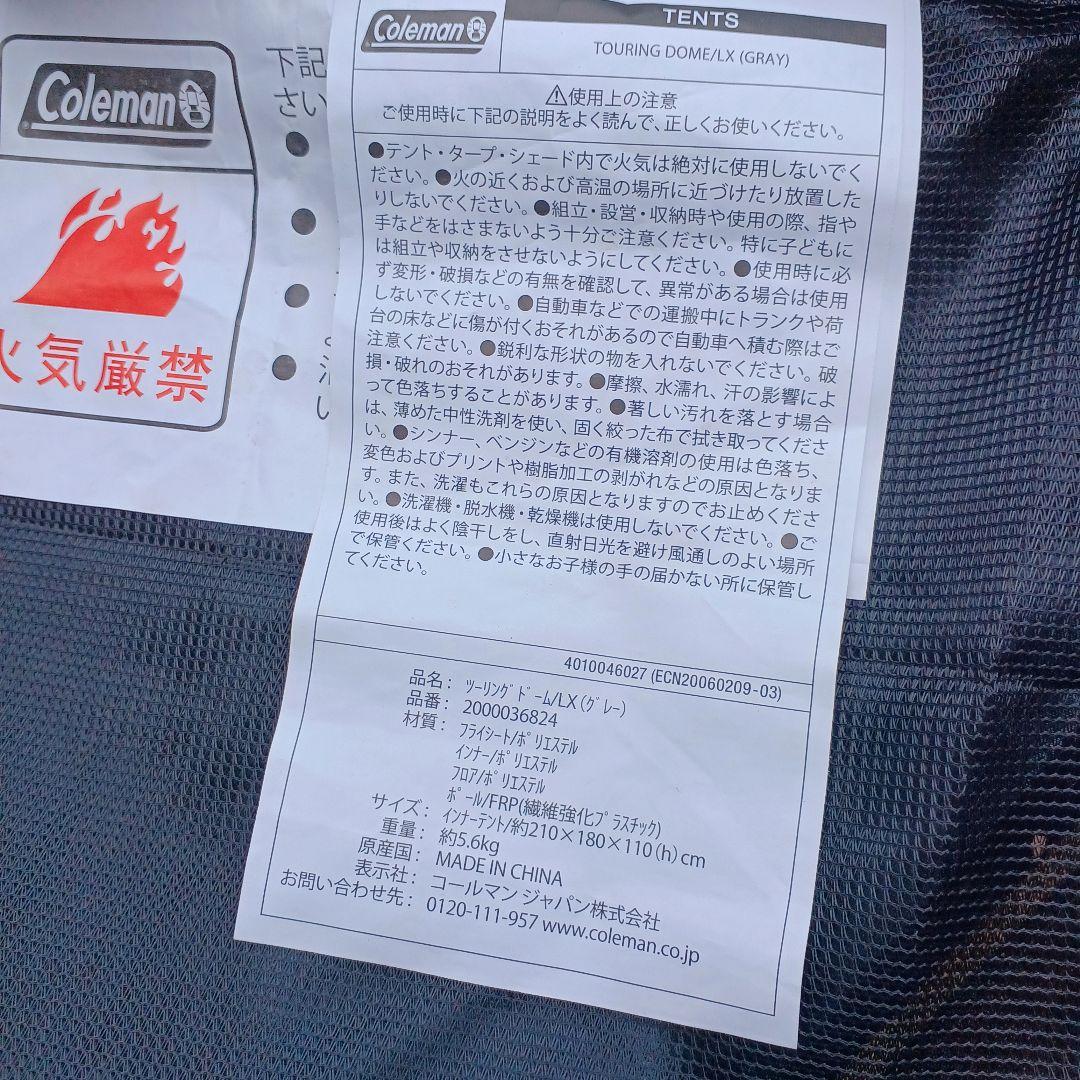 Coleman
火気厳禁
下記
さい
Coleman
TENTS
TOURING DOME/LX (GRAY)
⚠使用上の注意
ご使用時に下記の説明をよく読んで、正しくお使いください。
●テント・タープ・シェード内で火気は絶対に使用しないでく
ださい。●火の近くおよび高温の場所に近づけたり放置した
りしないでください。●組立・設営・収納時や使用の際、指や
手などをはさまないよう十分ご注意ください。特に子どもに
は組立や収納をさせないようにしてください。●使用時に必
ず変形・破損などの有無を確認して、異常がある場合は使用
しないでください。●自動車などでの運搬中にトランクや荷
台の床などに傷が付くおそれがあるので自動車へ積む際はご
注意ください。●鋭利な形状の物を入れないでください。破
損・破れのおそれがあります。●摩擦、水濡れ、汗の影響によ
って色落ちすることがあります。●著しい汚れを落とす場合
は、薄めた中性洗剤を使い、固く絞った布で拭き取ってくださ
い。●シンナー、ベンジンなどの有機溶剤の使用は色落ち、
変色およびプリントや樹脂加工の剥がれなどの原因となりま
す。また、洗濯もこれらの原因となりますのでお止めくださ
い。●洗濯機・脱水機・乾燥機は使用しないでください。●ご
使用後はよく陰干しをし、直射日光を避け風通しのよい場所
で保管ください。●小さなお子様の手の届かない所に保管し
てください。
4010046027 (ECN20060209-03)
品名： ﾂｰﾘﾝｸﾞﾄﾞｰﾑ/LX（ｸﾞﾚｰ）
品番： 2000036824
材質： ﾌﾗｲｼｰﾄ/ﾎﾟﾘｴｽﾃﾙ
ｲﾝﾅｰ/ﾎﾟﾘｴｽﾃﾙ
ﾌﾛｱ/ﾎﾟﾘｴｽﾃﾙ
ﾎﾟｰﾙ/FRP(繊維強化ﾌﾟﾗｽﾁｯｸ)
サイズ： ｲﾝﾅｰﾃﾝﾄ/約210×180×110（h）cm
重量： 約5.6kg
原産国： MADE IN CHINA
表示社： コールマン ジャパン株式会社
お問い合わせ先： 0120-111-957 www.coleman.co.jp